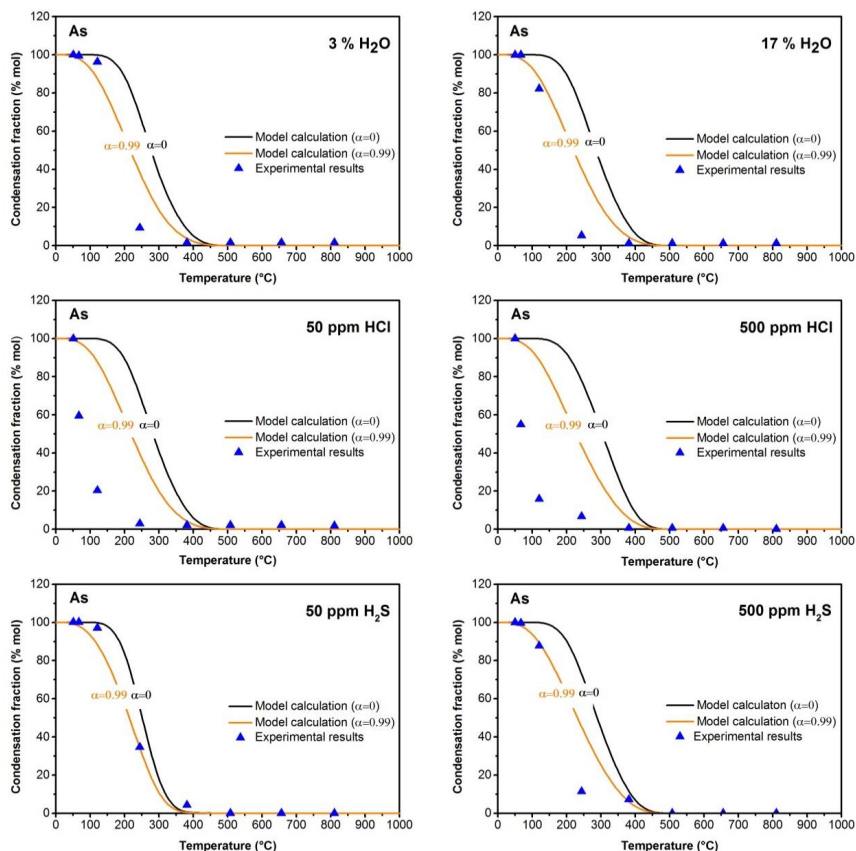 As
3 % H2O
120
100
80
60
40
20
0
Condensation fraction (% mol)
α=0.99 α=0
Model calculation (α=0)
Model calculation (α=0.99)
Experimental results
0 100 200 300 400 500 600 700 800 900 1000
Temperature (°C)
As
17 % H2O
120
100
80
60
40
20
0
Condensation fraction (% mol)
α=0.99 α=0
Model calculation (α=0)
Model calculation (α=0.99)
Experimental results
0 100 200 300 400 500 600 700 800 900 1000
Temperature (°C)
As
50 ppm HCl
120
100
80
60
40
20
0
Condensation fraction (% mol)
α=0.99 α=0
Model calculation (α=0)
Model calculation (α=0.99)
Experimental results
0 100 200 300 400 500 600 700 800 900 1000
Temperature (°C)
As
500 ppm HCl
120
100
80
60
40
20
0
Condensation fraction (% mol)
α=0.99 α=0
Model calculation (α=0)
Model calculation (α=0.99)
Experimental results
0 100 200 300 400 500 600 700 800 900 1000
Temperature (°C)
As
50 ppm H₂S
120
100
80
60
40
20
0
Condensation fraction (% mol)
α=0.99 α=0
Model calculation (α=0)
Model calculation (α=0.99)
Experimental results
0 100 200 300 400 500 600 700 800 900 1000
Temperature (°C)
As
500 ppm H₂S
120
100
80
60
40
20
0
Condensation fraction (% mol)
α=0.99 α=0
Model calculaton (α=0)
Model calculation (α=0.99)
Experimental results
0 100 200 300 400 500 600 700 800 900 1000
Temperature (°C)